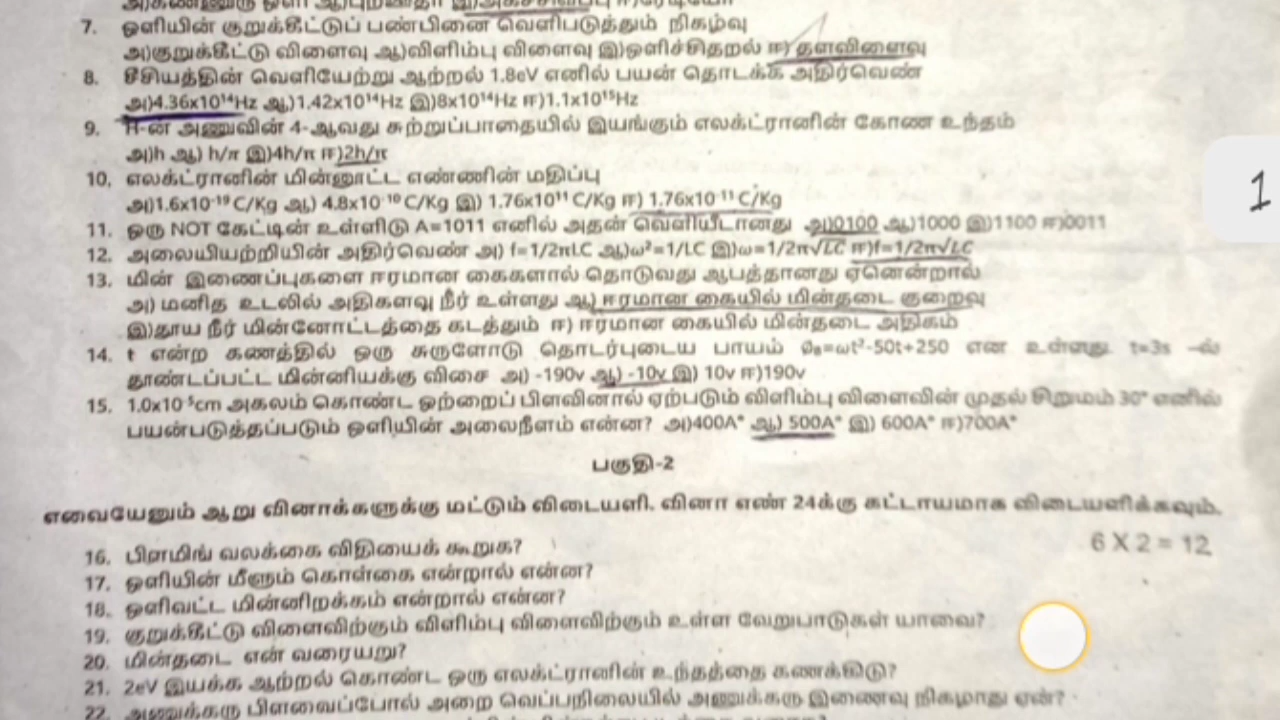 7. ஒளியின் குறுக்கீட்டுப் பண்பினை வெளிபடுத்தும் நிகழ்வு
அ)குறுக்கீட்டு விளைவு ஆ)விளிம்பு விளைவு இ)ஒளிச்சிதறல் ஈ) தளவிளைவு
8. சீசியத்தின் வெளியேற்று ஆற்றல் 1.8eV எனில் பயன் தொடக்க அதிர்வெண்
அ)4.36x10¹⁴Hz ஆ)1.42x10¹⁴Hz இ)8x10¹⁴Hz ஈ)1.1x10¹⁵Hz
9. H-ன் அணுவின் 4-ஆவது சுற்றுப்பாதையில் இயங்கும் எலக்ட்ரானின் கோண உந்தம்
அ)h ஆ) h/π இ)4h/π ஈ)2h/π
10. எலக்ட்ரானின் மின்னூட்ட எண்ணின் மதிப்பு
அ)1.6x10⁻¹⁹ C/Kg ஆ) 4.8x10⁻¹⁰ C/Kg இ) 1.76x10¹¹ C/Kg ஈ) 1.76x10⁻¹¹ C/Kg
11. ஒரு NOT கேட்டின் உள்ளிடு A=1011 எனில் அதன் வெளியீடானது அ)0100 ஆ)1000 இ)1100 ஈ)0011
12. அலையியற்றியின் அதிர்வெண் அ) f=1/2πLC ஆ)ω²=1/LC இ)ω=1/2π√LC ஈ)f=1/2π√LC
13. மின் இணைப்புகளை ஈரமான கைகளால் தொடுவது ஆபத்தானது ஏனென்றால்
அ) மனித உடலில் அதிகளவு நீர் உள்ளது ஆ) ஈரமான கையில் மின்தடை குறைவு
இ)தூய நீர் மின்னோட்டத்தை கடத்தும் ஈ) ஈரமான கையில் மின்தடை அதிகம்
14. t என்ற கணத்தில் ஒரு சுருளோடு தொடர்புடைய பாயம் Ø_B=ωt²-50t+250 என உள்ளது. t=3s –ல்
தூண்டப்பட்ட மின்னியக்கு விசை அ) -190v ஆ) -10v இ) 10v ஈ)190v
15. 1.0x10⁻⁵cm அகலம் கொண்ட ஒற்றைப் பிளவினால் ஏற்படும் விளிம்பு விளைவின் முதல் சிறுமம் 30° எனில்
பயன்படுத்தப்படும் ஒளியின் அலைநீளம் என்ன? அ)400A° ஆ) 500A° இ) 600A° ஈ)700A°
1
பகுதி-2
எவையேனும் ஆறு வினாக்களுக்கு மட்டும் விடையளி. வினா எண் 24க்கு கட்டாயமாக விடையளிக்கவும்.
6 X 2 = 12
16. பிளமிங் வலக்கை விதியைக் கூறுக?
17. ஒளியின் மீளும் கொள்கை என்றால் என்ன?
18. ஒளிவட்ட மின்னிறக்கம் என்றால் என்ன?
19. குறுக்கீட்டு விளைவிற்கும் விளிம்பு விளைவிற்கும் உள்ள வேறுபாடுகள் யாவை?
20. மின்தடை என் வரையறு?
21. 2eV இயக்க ஆற்றல் கொண்ட ஒரு எலக்ட்ரானின் உந்தத்தை கணக்கிடு?
22. அணுக்கரு பிளவைப்போல் அறை வெப்பநிலையில் அணுக்கரு இணைவு நிகழாது ஏன்?